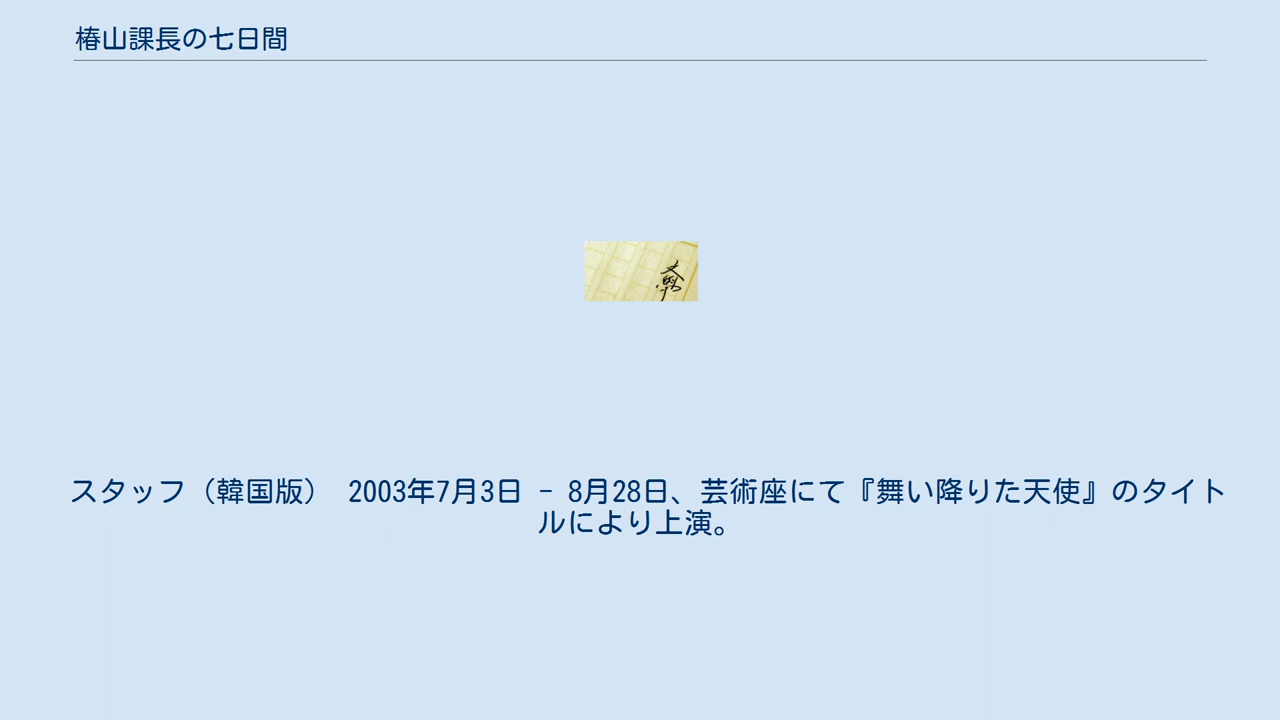 椿山課長の七日間
スタッフ（韓国版） 2003年7月3日 - 8月28日、芸術座にて『舞い降りた天使』のタイト
ルにより上演。